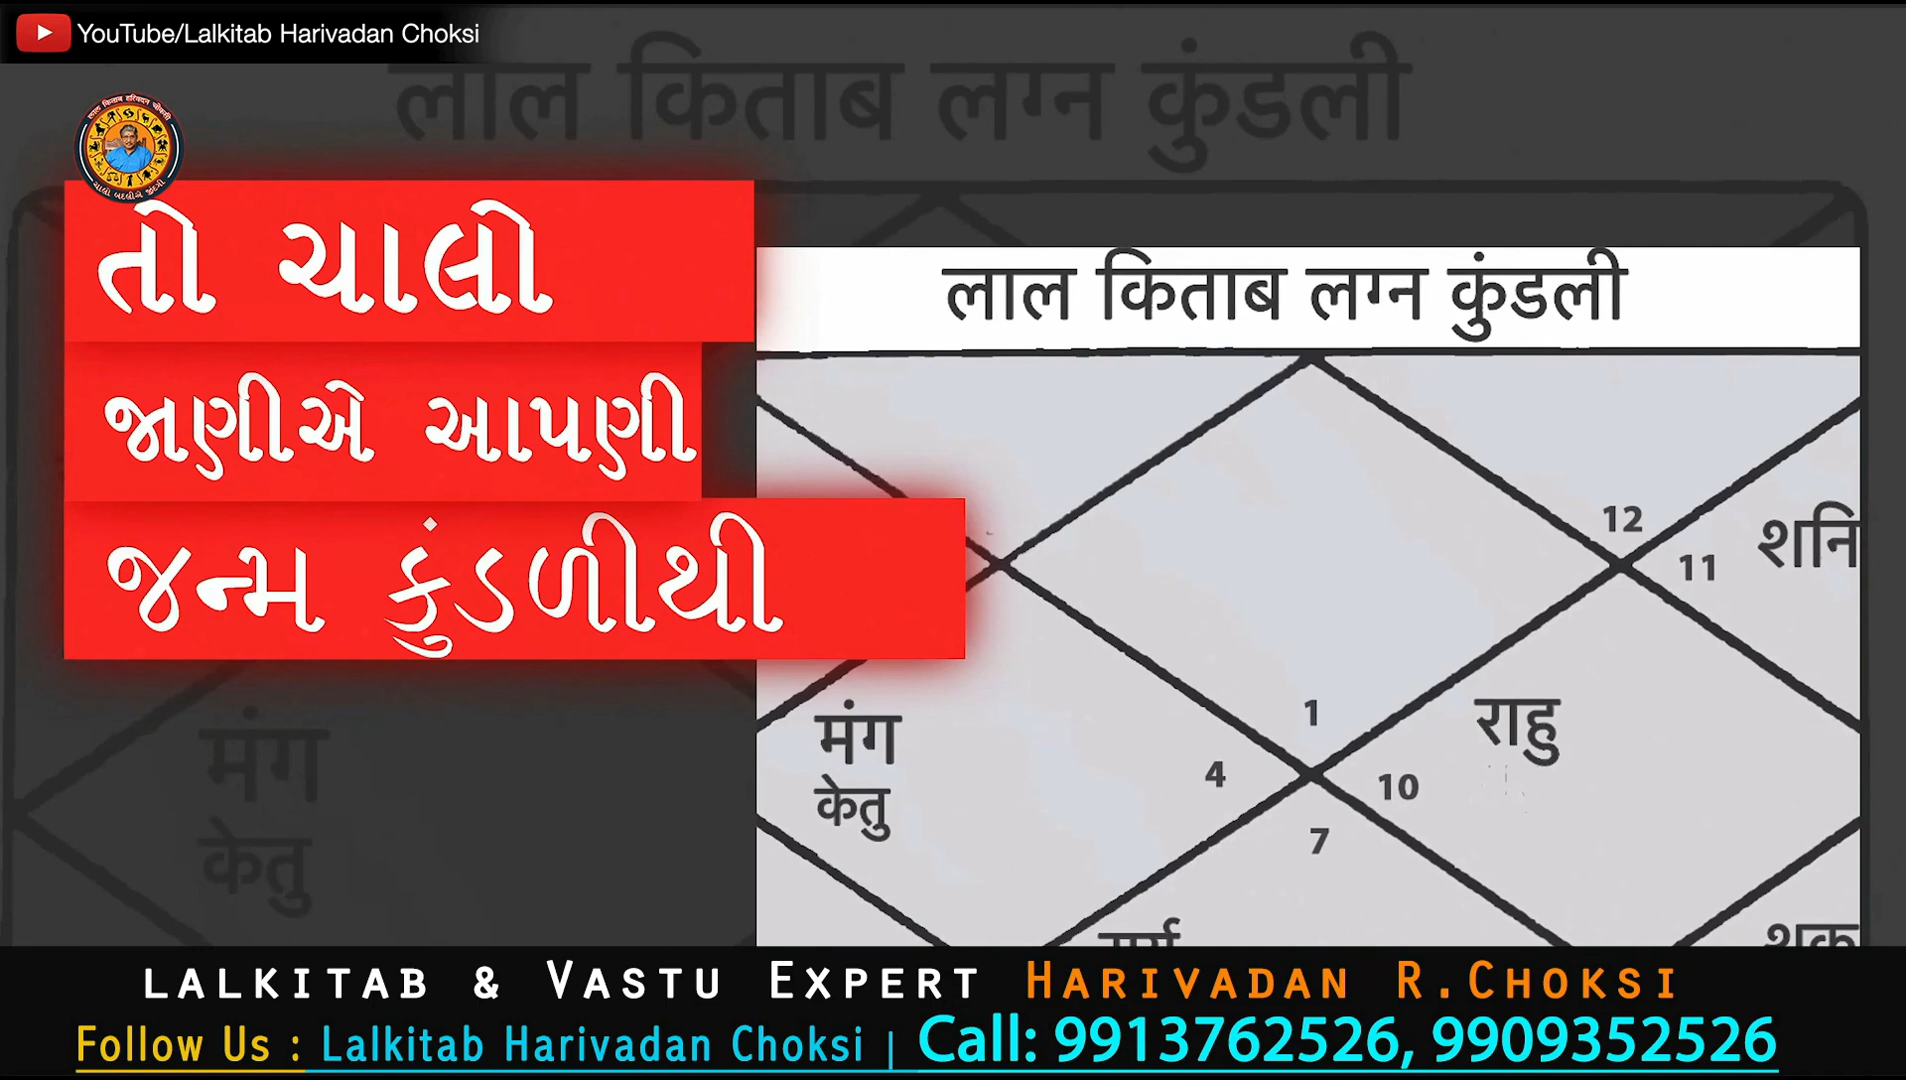 YouTube/Lalkitab Harivadan Choksi
लाल किताब लग्न कुंडली
તો ચાલો
જાણીએ આપણી
જન્મ કુંડળીથી
लाल किताब लग्न कुंडली
12
11
शनि
1
राहु
मंग
केतु
4
10
7
मंग
केतु
LALKITAB & VASTU EXPERT HARIVADAN R.CHOKSI
Follow Us : Lalkitab Harivadan Choksi | Call: 9913762526, 9909352526